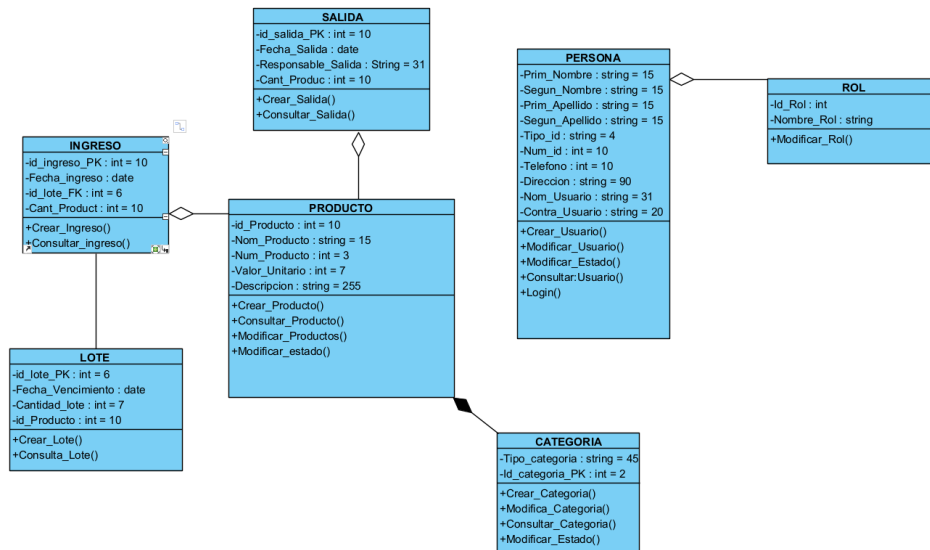 SALIDA
-id_salida_PK : int = 10
-Fecha_Salida : date
-Responsable_Salida : String = 31
-Cant_Produc : int = 10
+Crear_Salida()
+Consultar_Salida()
PERSONA
-Prim_Nombre : string = 15
-Segun_Nombre : string = 15
-Prim_Apellido : string = 15
-Segun_Apellido : string = 15
-Tipo_id : string = 4
-Num_id : int = 10
-Telefono : int = 10
-Direccion : string = 90
-Nom_Usuario : string = 31
-Contra_Usuario : string = 20
+Crear_Usuario()
+Modificar_Usuario()
+Modificar_Estado()
+Consultar:Usuario()
+Login()
ROL
-Id_Rol : int
-Nombre_Rol : string
+Modificar_Rol()
INGRESO
-id_ingreso_PK : int = 10
-Fecha_ingreso : date
-id_lote_FK : int = 6
-Cant_Product : int = 10
+Crear_Ingreso()
+Consultar_ingreso()
PRODUCTO
-id_Producto : int = 10
-Nom_Producto : string = 15
-Num_Producto : int = 3
-Valor_Unitario : int = 7
-Descripcion : string = 255
+Crear_Producto()
+Consultar_Producto()
+Modificar_Productos()
+Modificar_estado()
LOTE
-id_lote_PK : int = 6
-Fecha_Vencimiento : date
-Cantidad_lote : int = 7
-id_Producto : int = 10
+Crear_Lote()
+Consulta_Lote()
CATEGORIA
-Tipo_categoria : string = 45
-Id_categoria_PK : int = 2
+Crear_Categoria()
+Modifica_Categoria()
+Consultar_Categoria()
+Modificar_Estado()